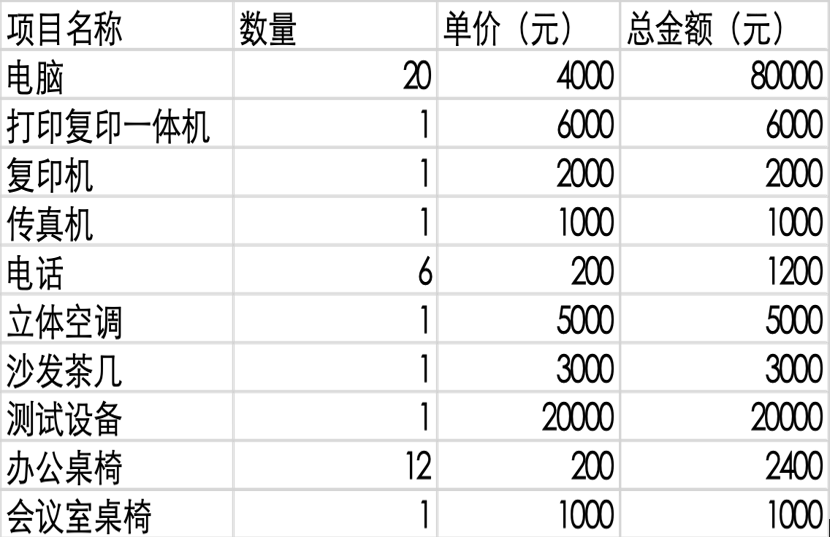 项目名称 数量 单价（元） 总金额（元）
电脑 20 4000 80000
打印复印一体机 1 6000 6000
复印机 1 2000 2000
传真机 1 1000 1000
电话 6 200 1200
立体空调 1 5000 5000
沙发茶几 1 3000 3000
测试设备 1 20000 20000
办公桌椅 12 200 2400
会议室桌椅 1 1000 1000